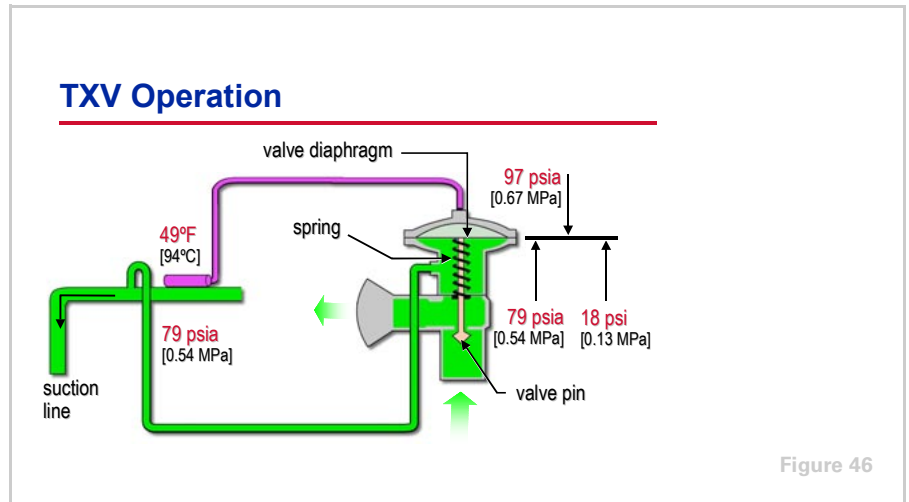 TXV Operation
valve diaphragm
97 psia
[0.67 MPa]
spring
49ºF
[94ºC]
79 psia
[0.54 MPa]
79 psia
[0.54 MPa]
18 psi
[0.13 MPa]
suction
line
valve pin
Figure 46